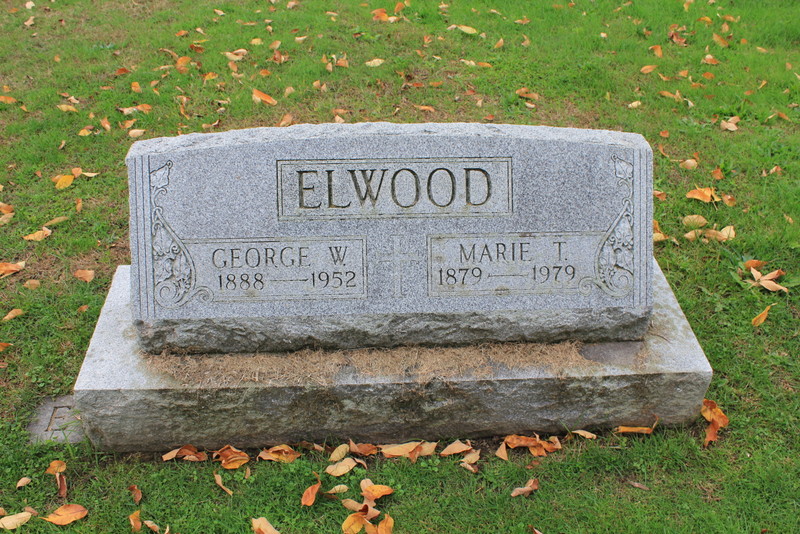 ELWOOD
GEORGE W.
1888 — 1952
MARIE T.
1879 — 1979
E